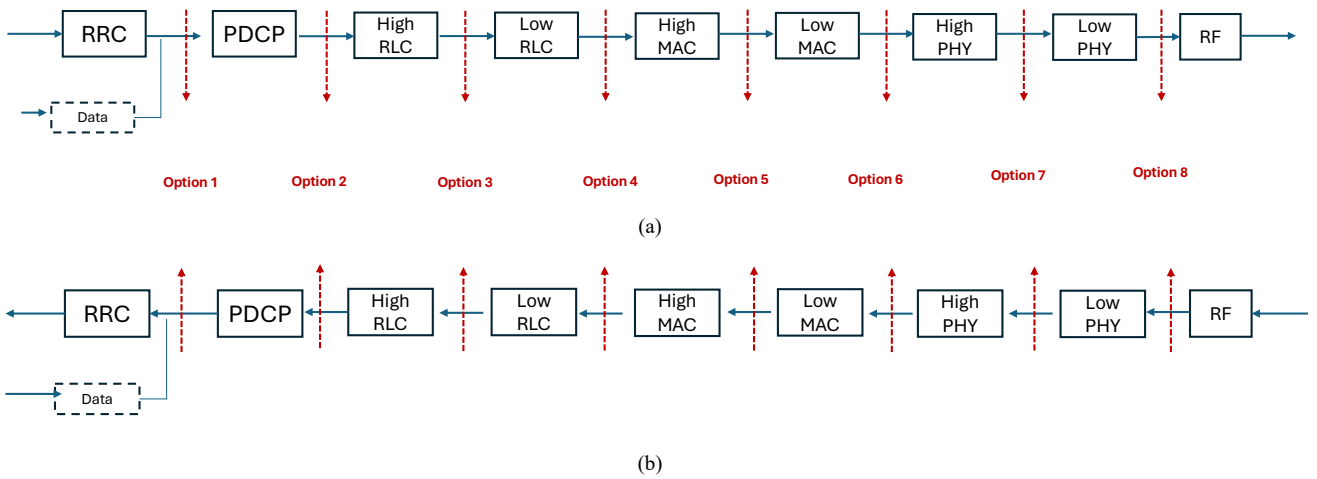 RRC
PDCP
High
RLC
Low
RLC
High
MAC
Low
MAC
High
PHY
Low
PHY
RF
Data
Option 1
Option 2
Option 3
Option 4
Option 5
Option 6
Option 7
Option 8
(a)
RRC
PDCP
High
RLC
Low
RLC
High
MAC
Low
MAC
High
PHY
Low
PHY
RF
Data
(b)